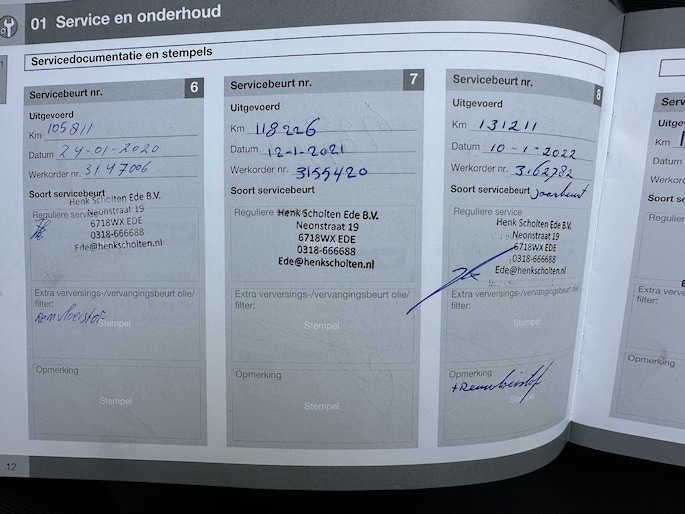 01 Service en onderhoud
Servicedocumentatie en stempels
Servicebeurt nr. 6
Uitgevoerd
Km 105811
Datum 24-01-2020
Werkorder nr. 3147006
Soort servicebeurt
Reguliere service
Henk Scholten Ede B.V.
Neonstraat 19
6718WX EDE
0318-666688
Ede@henkscholten.nl
Extra verversings-/vervangingsbeurt olie/
filter:
Remvloeistof
Stempel
Opmerking
Stempel
Servicebeurt nr. 7
Uitgevoerd
Km 118226
Datum 12-1-2021
Werkorder nr. 3155420
Soort servicebeurt
Reguliere service
Henk Scholten Ede B.V.
Neonstraat 19
6718WX EDE
0318-666688
Ede@henkscholten.nl
Extra verversings-/vervangingsbeurt olie/
filter:
Stempel
Opmerking
Stempel
Servicebeurt nr. 8
Uitgevoerd
Km 131211
Datum 10-1-2022
Werkorder nr. 3162782
Soort servicebeurt jaarbeurt
Reguliere service
Henk Scholten Ede B.V.
Neonstraat 19
6718WX EDE
0318-666688
Ede@henkscholten.nl
Extra verversings-/vervangingsbeurt olie/
filter:
Stempel
Opmerking
+Remvloeistof
Stempel
12
Km
Datum
Opmerking